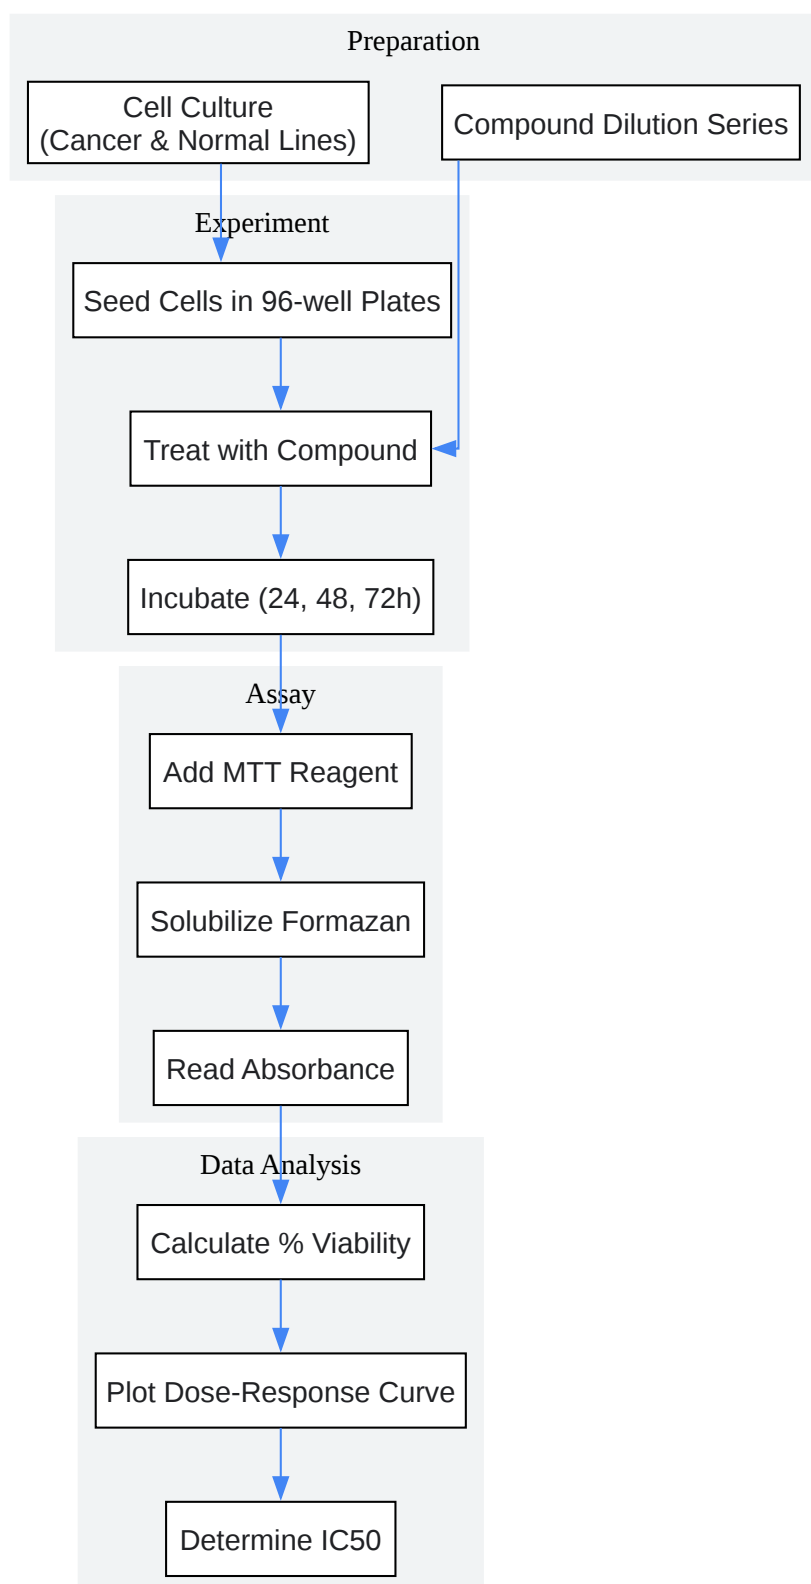 Preparation
Cell Culture
(Cancer & Normal Lines)
Compound Dilution Series
Experiment
Seed Cells in 96-well Plates
Treat with Compound
Incubate (24, 48, 72h)
Assay
Add MTT Reagent
Solubilize Formazan
Read Absorbance
Data Analysis
Calculate % Viability
Plot Dose-Response Curve
Determine IC50